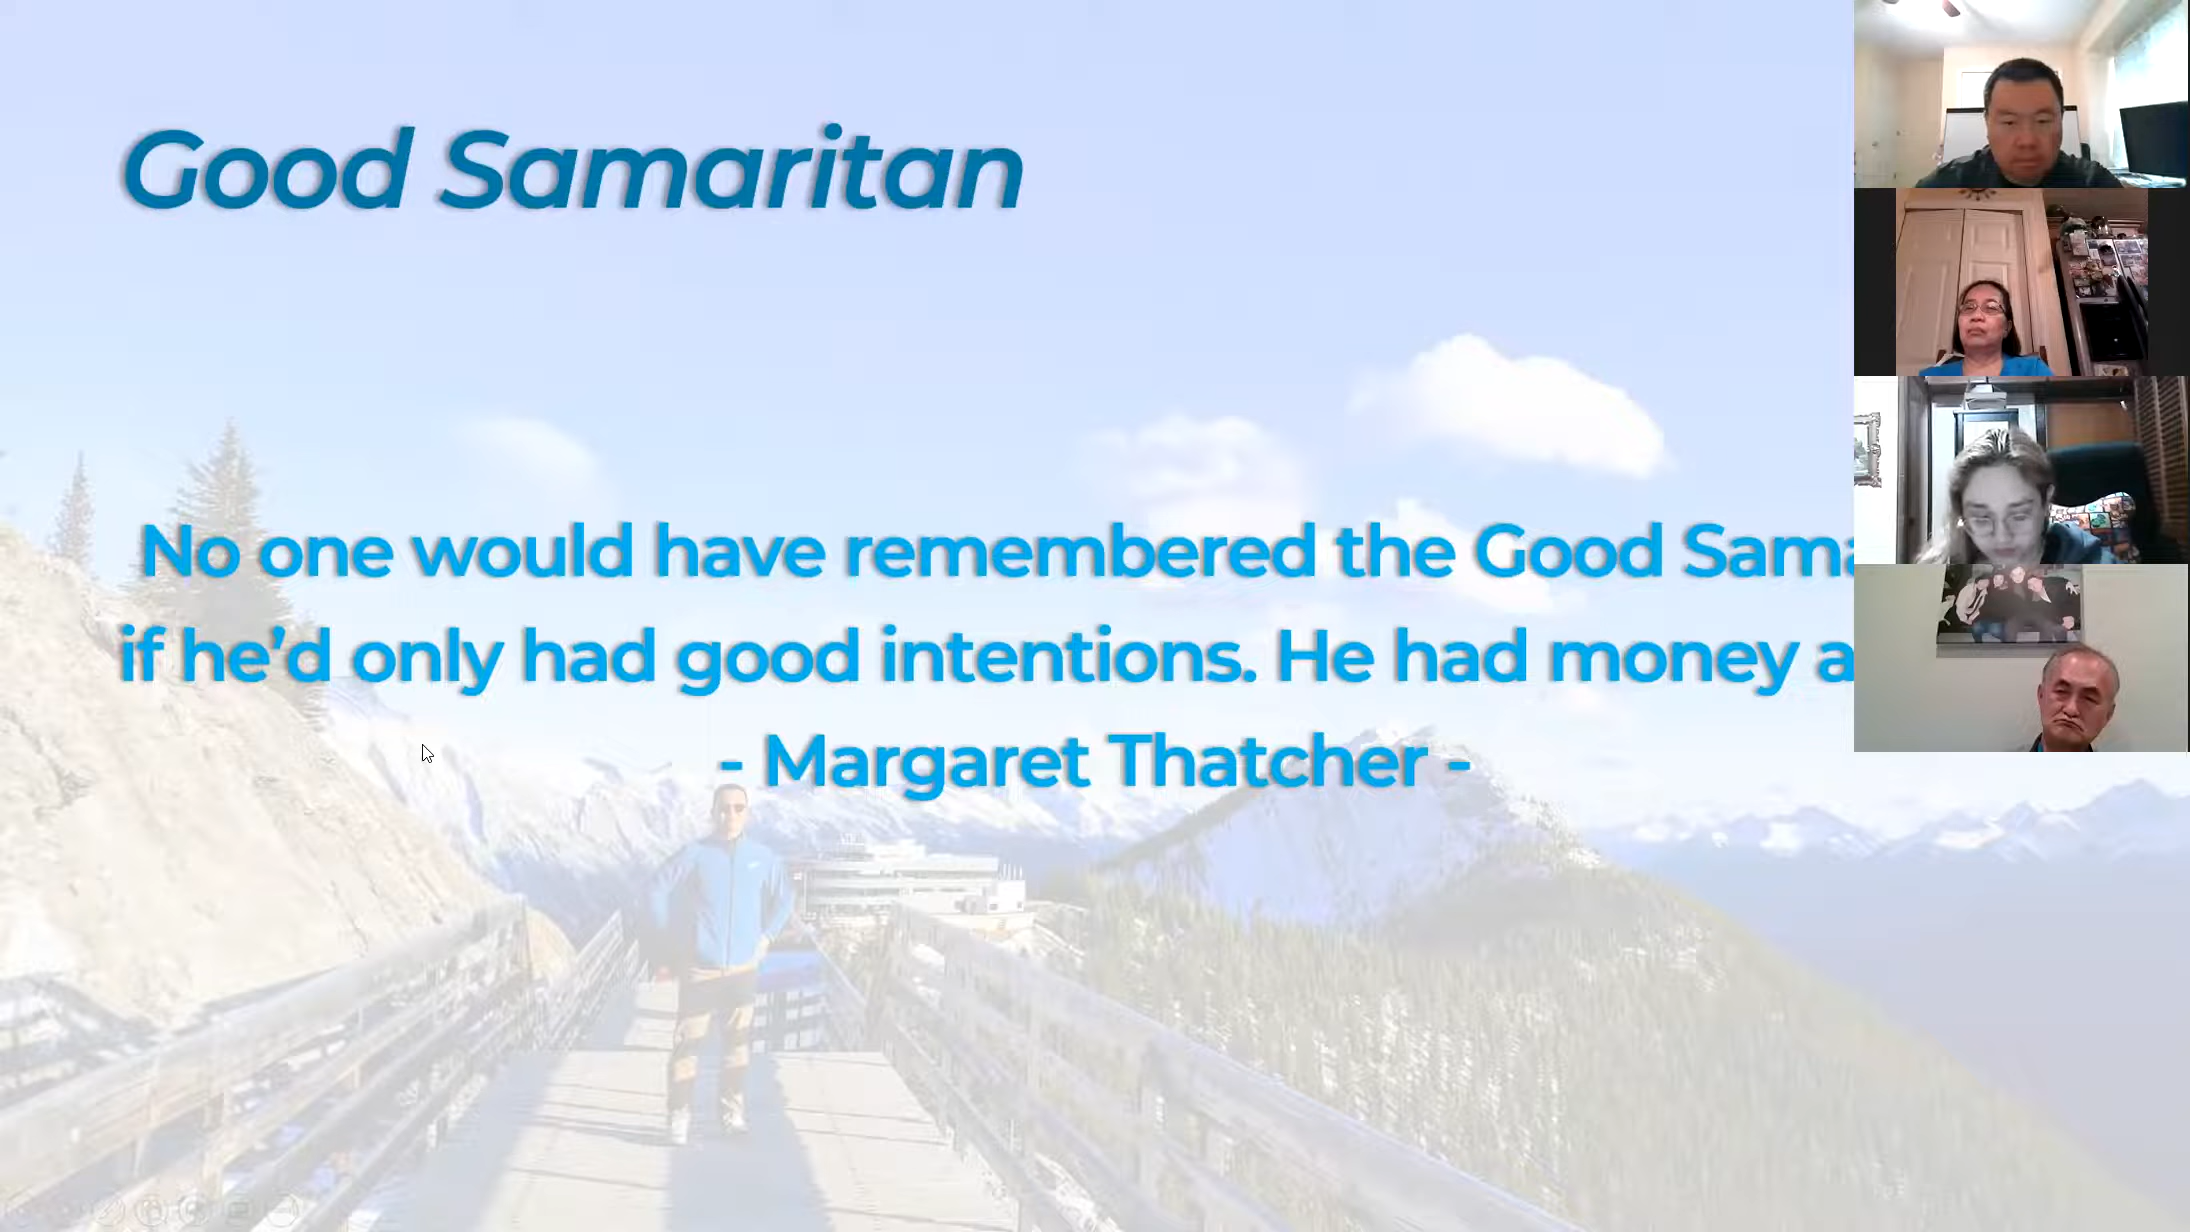 Good Samaritan
No one would have remembered the Good
if he’d only had good intentions. He had money
- Margaret Thatcher -